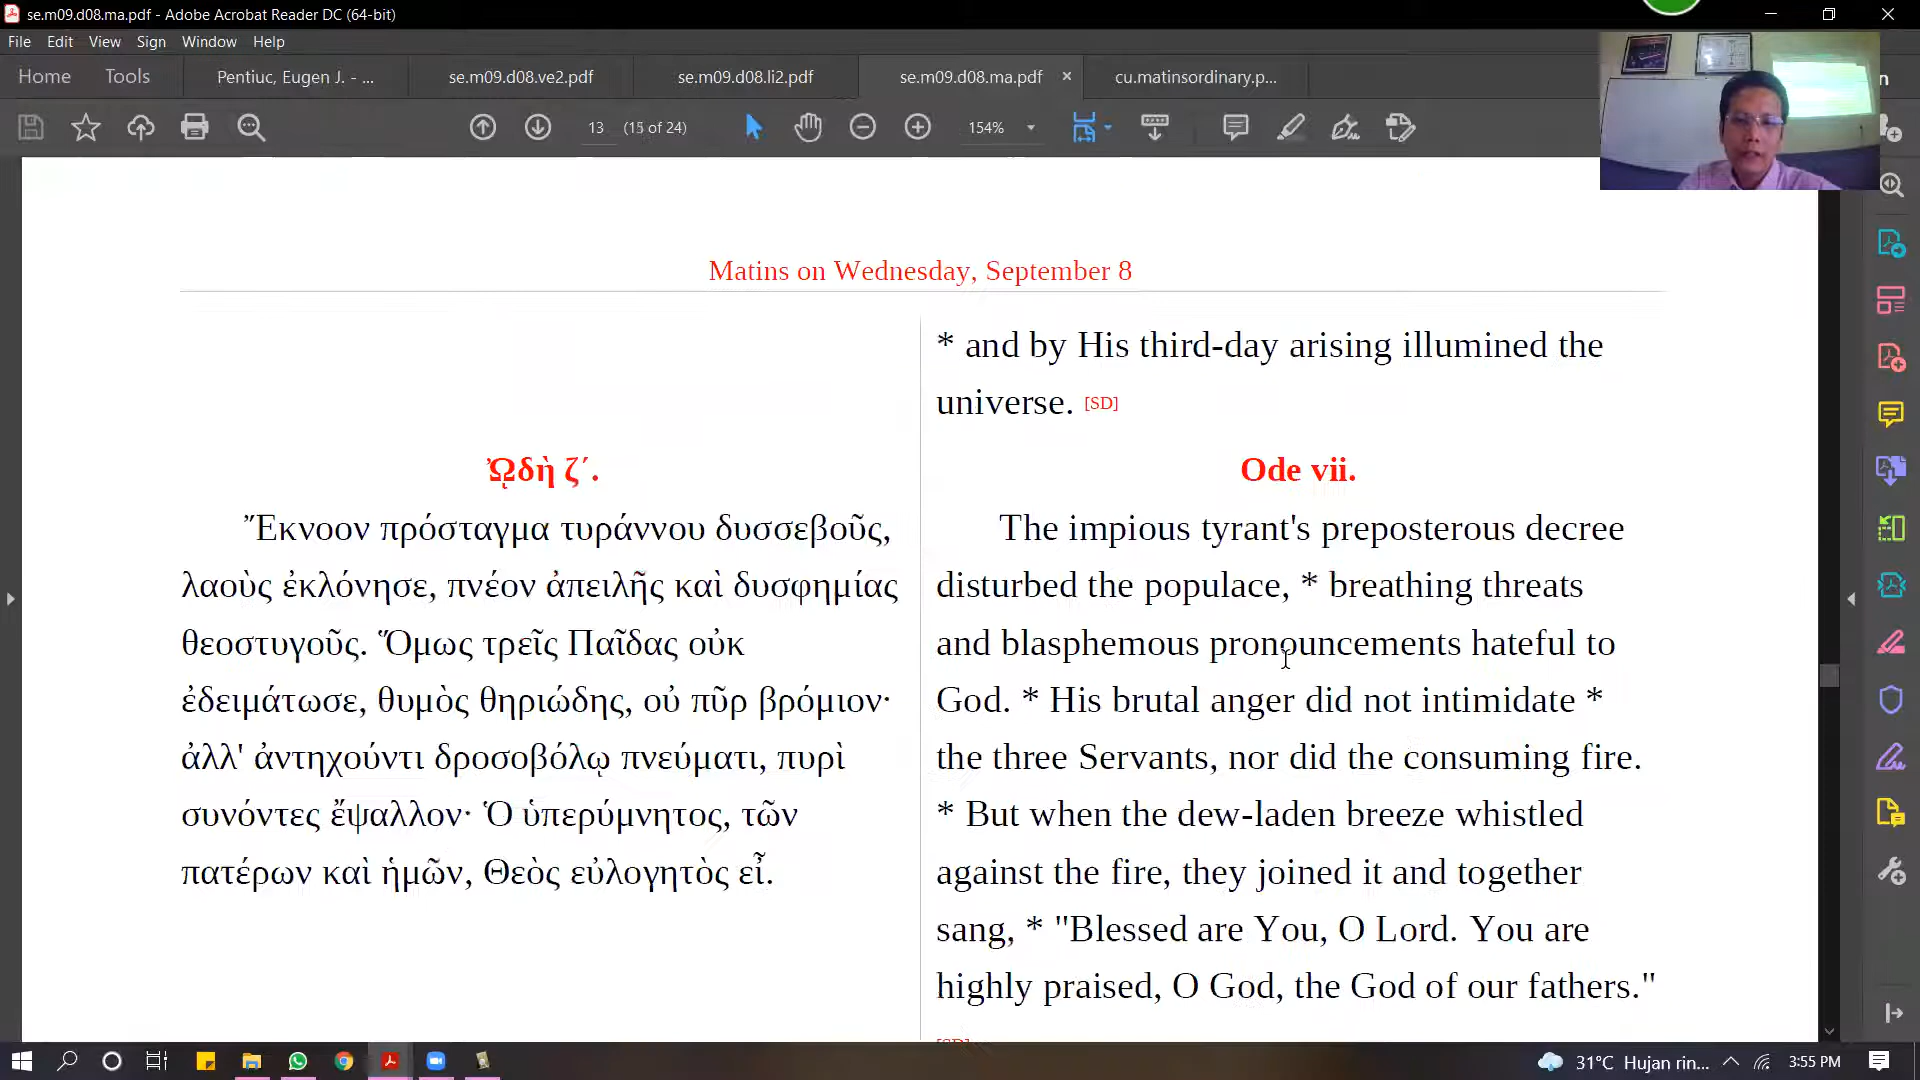 se.m09.d08.ma.pdf - Adobe Acrobat Reader DC (64-bit)
File Edit View Sign Window Help
Home Tools Pentiuc, Eugen J. - ... se.m09.d08.ve2.pdf se.m09.d08.li2.pdf se.m09.d08.ma.pdf cu.matinsordinary.p...
13 (15 of 24) 154%
Matins on Wednesday, September 8
* and by His third-day arising illumined the
universe. [SD]
ᾨδὴ ζ΄.
Ἔκνοον πρόσταγμα τυράννου δυσσεβοῦς,
λαοὺς ἐκλόνησε, πνέον ἀπειλῆς καὶ δυσφημίας
θεοστυγοῦς. Ὅμως τρεῖς Παῖδας οὐκ
ἐδειμάτωσε, θυμὸς θηριώδης, οὐ πῦρ βρόμιον·
ἀλλ' ἀντηχούντι δροσοβόλῳ πνεύματι, πυρὶ
συνόντες ἔψαλλον· Ὁ ὑπερύμνητος, τῶν
πατέρων καὶ ἡμῶν, Θεὸς εὐλογητὸς εἶ.
Ode vii.
The impious tyrant's preposterous decree
disturbed the populace, * breathing threats
and blasphemous pronouncements hateful to
God. * His brutal anger did not intimidate *
the three Servants, nor did the consuming fire.
* But when the dew-laden breeze whistled
against the fire, they joined it and together
sang, * "Blessed are You, O Lord. You are
highly praised, O God, the God of our fathers."
[SD]
31°C Hujan rin... 3:55 PM